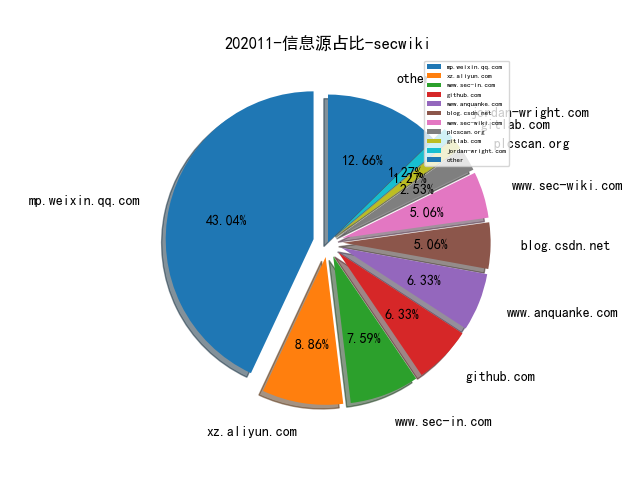 202011-信息源占比-secwiki
mp.weixin.qq.com
xz.aliyun.com
www.sec-in.com
github.com
www.anquanke.com
blog.csdn.net
www.sec-wiki.com
plcscan.org
gitlab.com
jordan-wright.com
other
mp.weixin.qq.com
43.04%
xz.aliyun.com
8.86%
www.sec-in.com
7.59%
github.com
6.33%
www.anquanke.com
6.33%
blog.csdn.net
5.06%
www.sec-wiki.com
5.06%
plcscan.org
2.53%
gitlab.com
1.27%
jordan-wright.com
1.27%
other
12.66%